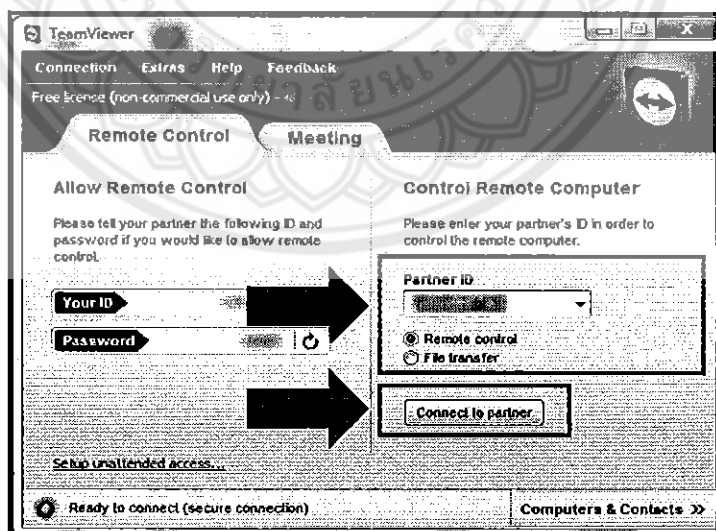 TeamViewer
Connection Extras Help Feedback
Free license (non-commercial use only) -
Remote Control
Meeting
Allow Remote Control
Please tell your partner the following ID and
password if you would like to allow remote
control.
Your ID
Password
Setup unattended access...
Control Remote Computer
Please enter your partner's ID in order to
control the remote computer.
Partner ID
Remote control
File transfer
Connect to partner
Ready to connect (secure connection)
Computers & Contacts »